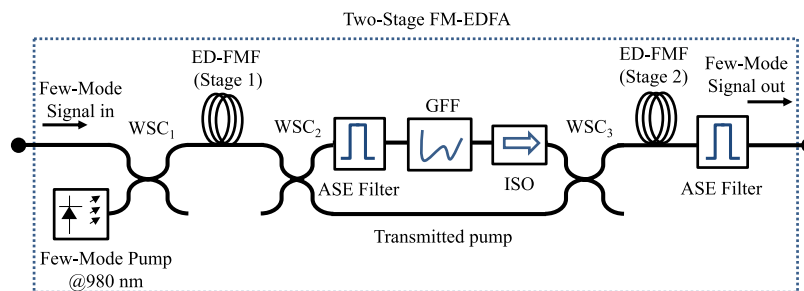 Two-Stage FM-EDFA
Few-Mode
Signal in
WSC1
ED-FMF
(Stage 1)
WSC2
ASE Filter
GFF
ISO
WSC3
ED-FMF
(Stage 2)
Few-Mode
Signal out
ASE Filter
Few-Mode Pump
@980 nm
Transmitted pump